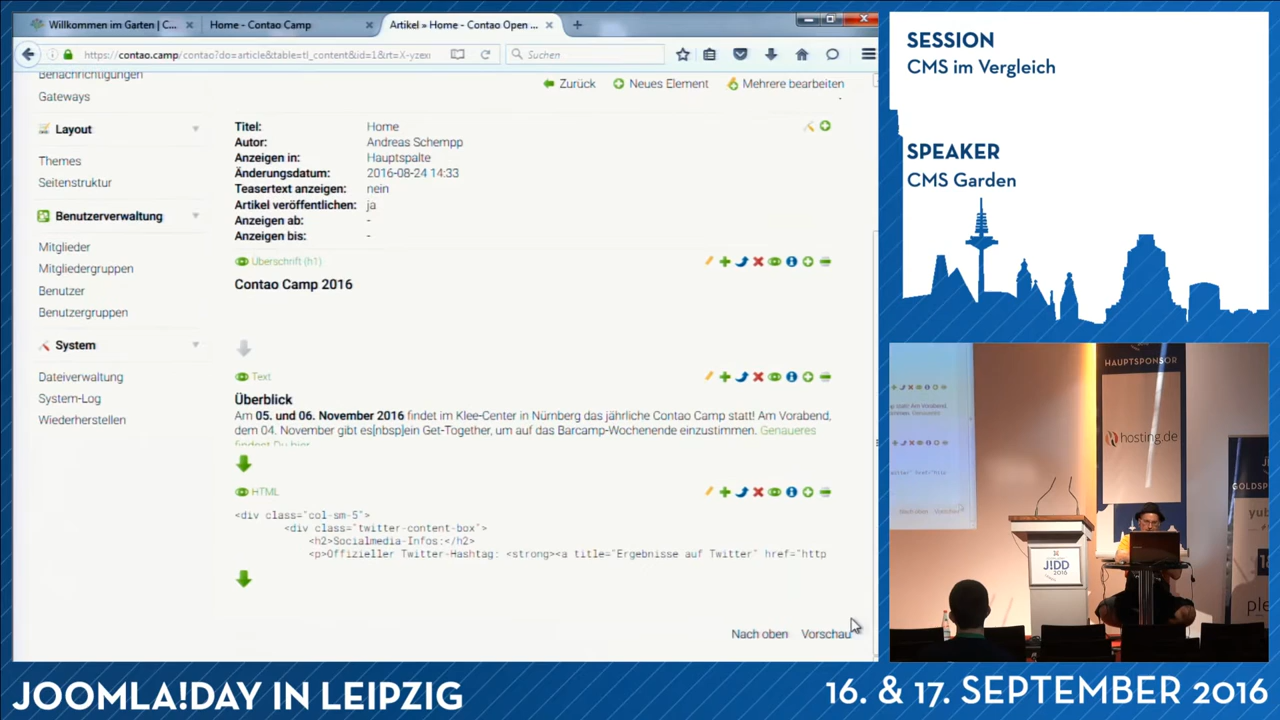 Willkommen im Garten | C...
Home - Contao Camp
Artikel » Home - Contao Open ...
https://contao.camp/contao?do=article&table=tl_content&id=1&rt=X-yzex
Suchen
Benachrichtigungen
Gateways
Layout
Themes
Seitenstruktur
Benutzerverwaltung
Mitglieder
Mitgliedergruppen
Benutzer
Benutzergruppen
System
Dateiverwaltung
System-Log
Wiederherstellen
Zurück
Neues Element
Mehrere bearbeiten
Titel: Home
Autor: Andreas Schempp
Anzeigen in: Hauptspalte
Änderungsdatum: 2016-08-24 14:33
Teasertext anzeigen: nein
Artikel veröffentlichen: ja
Anzeigen ab: -
Anzeigen bis: -
Überschrift (h1)
Contao Camp 2016
Text
Überblick
Am 05. und 06. November 2016 findet im Klee-Center in Nürnberg das jährliche Contao Camp statt! Am Vorabend,
dem 04. November gibt es[nbsp]ein Get-Together, um auf das Barcamp-Wochenende einzustimmen. Genaueres
findest Du hier
HTML
<div class="col-sm-5">
<div class="twitter-content-box">
<h2>Socialmedia-Infos:</h2>
<p>Offizieller Twitter-Hashtag: <strong><a title="Ergebnisse auf Twitter" href="http
Nach oben
Vorschau
SESSION
CMS im Vergleich
SPEAKER
CMS Garden
HAUPTSPONSOR
hosting.de
J!DD
2016
JOOMLA!DAY IN LEIPZIG
16. & 17. SEPTEMBER 2016